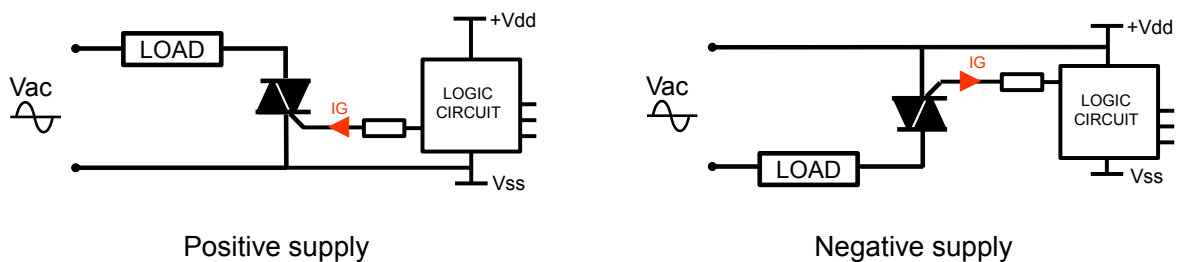 +Vdd
LOAD
Vac
IG
LOGIC
CIRCUIT
Vss
Positive supply
+Vdd
Vac
IG
LOGIC
CIRCUIT
LOAD
Vss
Negative supply